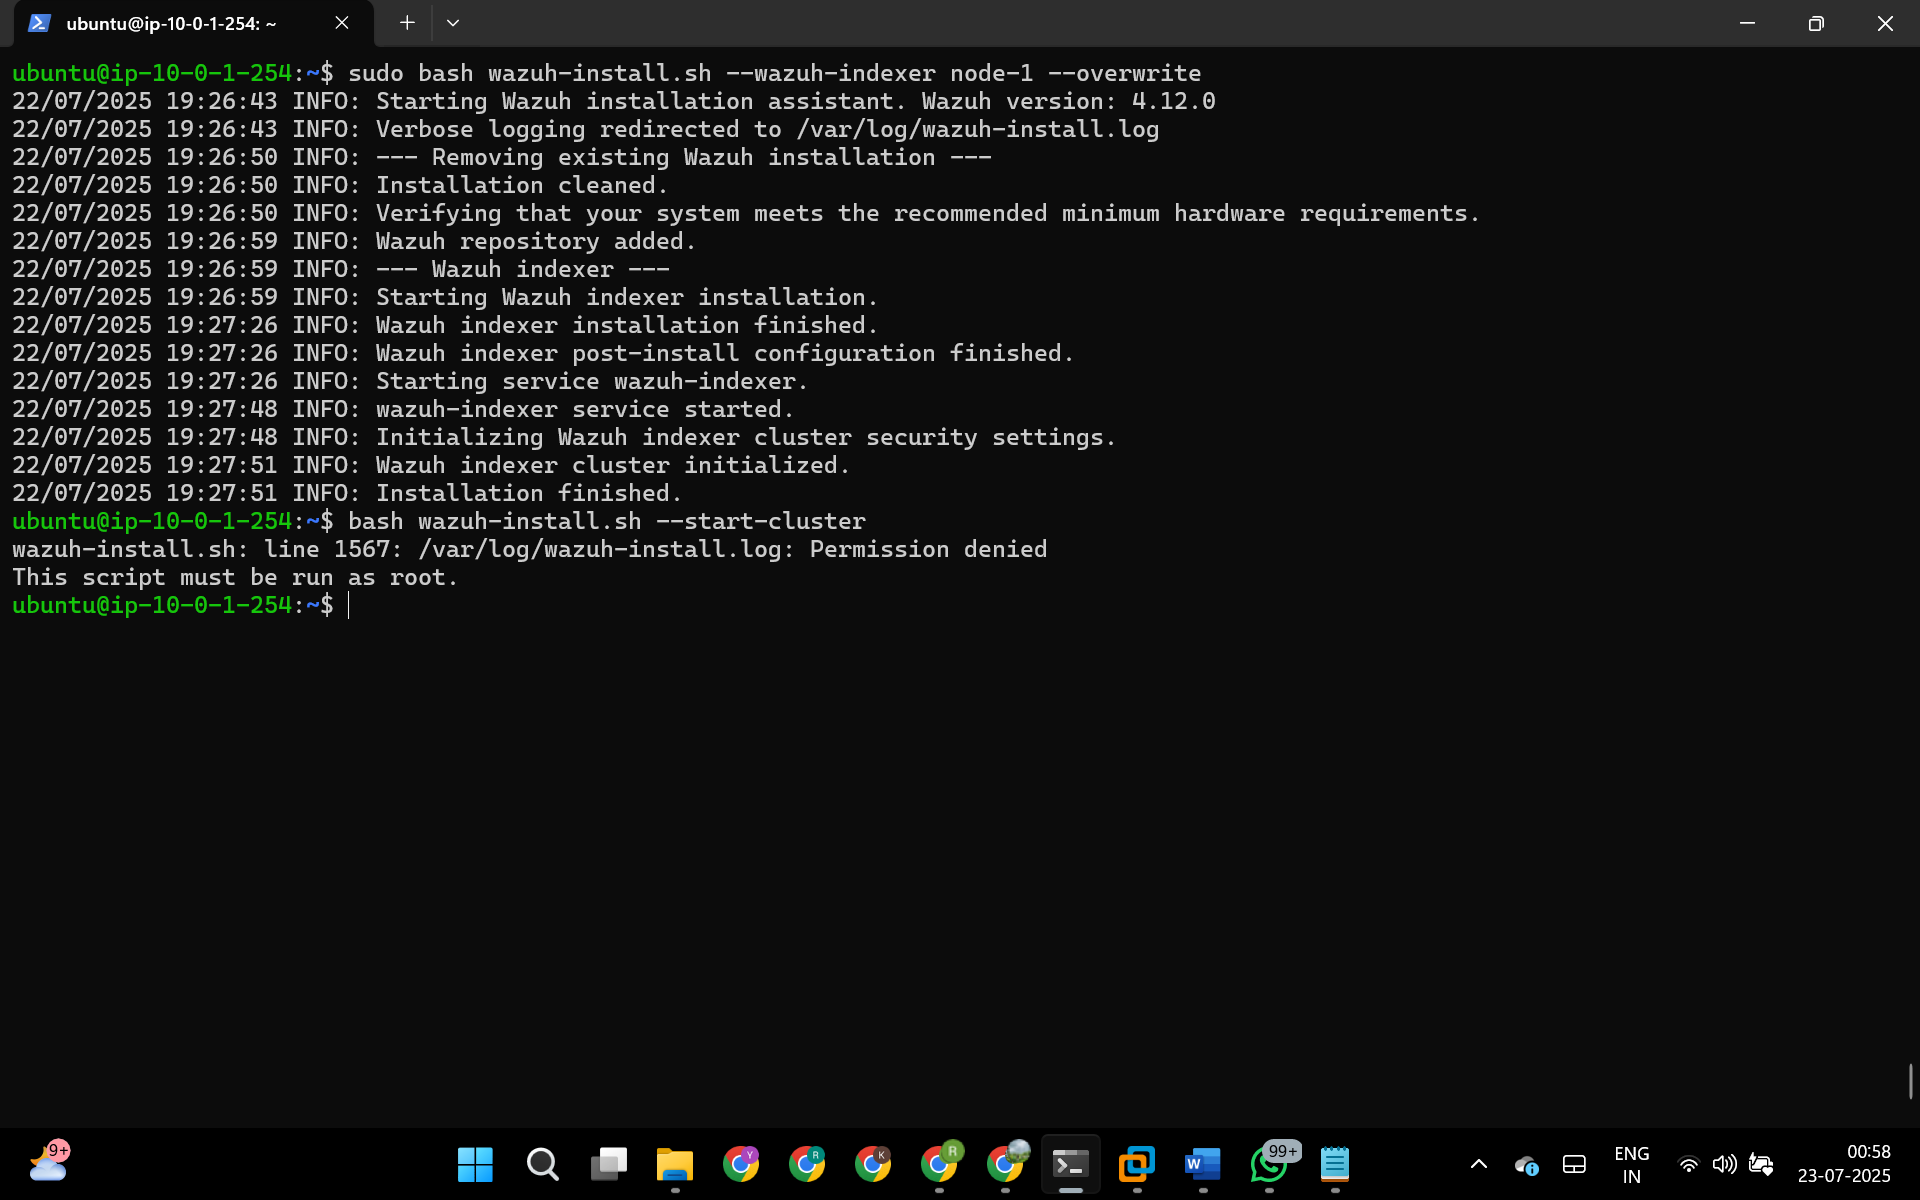 ubuntu@ip-10-0-1-254: ~
ubuntu@ip-10-0-1-254:~$ sudo bash wazuh-install.sh --wazuh-indexer node-1 --overwrite
22/07/2025 19:26:43 INFO: Starting Wazuh installation assistant. Wazuh version: 4.12.0
22/07/2025 19:26:43 INFO: Verbose logging redirected to /var/log/wazuh-install.log
22/07/2025 19:26:50 INFO: --- Removing existing Wazuh installation ---
22/07/2025 19:26:50 INFO: Installation cleaned.
22/07/2025 19:26:50 INFO: Verifying that your system meets the recommended minimum hardware requirements.
22/07/2025 19:26:59 INFO: Wazuh repository added.
22/07/2025 19:26:59 INFO: --- Wazuh indexer ---
22/07/2025 19:26:59 INFO: Starting Wazuh indexer installation.
22/07/2025 19:27:26 INFO: Wazuh indexer installation finished.
22/07/2025 19:27:26 INFO: Wazuh indexer post-install configuration finished.
22/07/2025 19:27:26 INFO: Starting service wazuh-indexer.
22/07/2025 19:27:48 INFO: wazuh-indexer service started.
22/07/2025 19:27:48 INFO: Initializing Wazuh indexer cluster security settings.
22/07/2025 19:27:51 INFO: Wazuh indexer cluster initialized.
22/07/2025 19:27:51 INFO: Installation finished.
ubuntu@ip-10-0-1-254:~$ bash wazuh-install.sh --start-cluster
wazuh-install.sh: line 1567: /var/log/wazuh-install.log: Permission denied
This script must be run as root.
ubuntu@ip-10-0-1-254:~$
9+
Y
R
K
R
W
99+
ENG
IN
00:58
23-07-2025